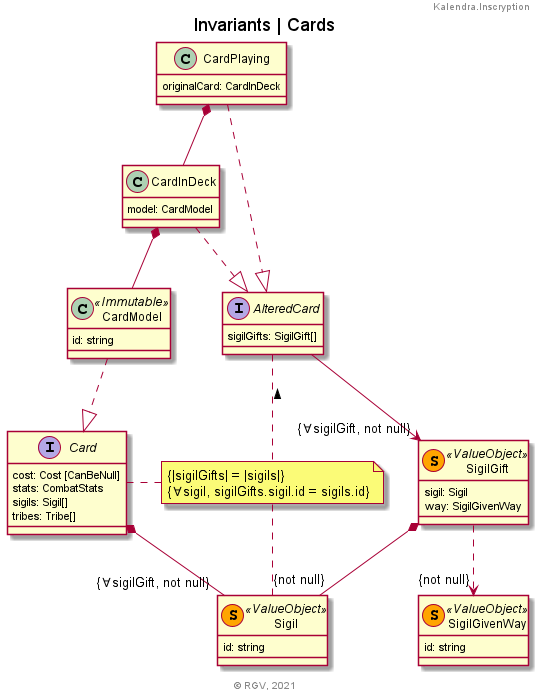 Kalendra.Inscryption
Invariants | Cards
C CardPlaying
originalCard: CardInDeck
C CardInDeck
model: CardModel
C «Immutable»
CardModel
id: string
I AlteredCard
sigilGifts: SigilGift[]
{∀sigilGift, not null}
I Card
cost: Cost [CanBeNull]
stats: CombatStats
sigils: Sigil[]
tribes: Tribe[]
{|sigilGifts| = |sigils|}
{∀sigil, sigilGifts.sigil.id = sigils.id}
S «ValueObject»
SigilGift
sigil: Sigil
way: SigilGivenWay
{∀sigilGift, not null}
{not null}
{not null}
S «ValueObject»
Sigil
id: string
S «ValueObject»
SigilGivenWay
id: string
© RGV, 2021